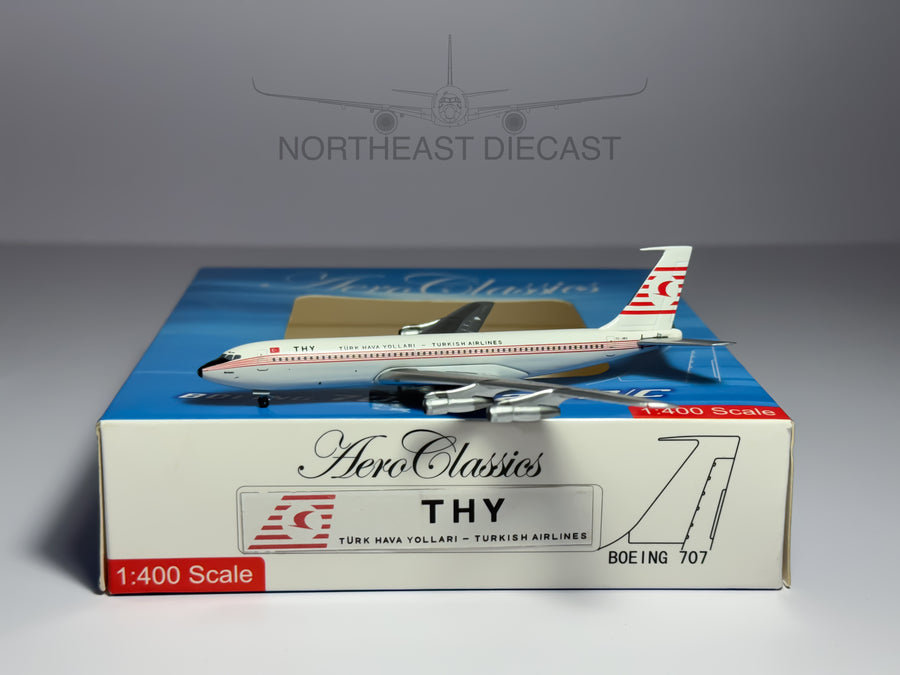 NORTHEAST DIECAST
AeroClassics
THY TÜRK HAVA YOLLARI - TURKISH AIRLINES
1:400 Scale
AeroClassics
THY
TÜRK HAVA YOLLARI - TURKISH AIRLINES
BOEING 707
1:400 Scale